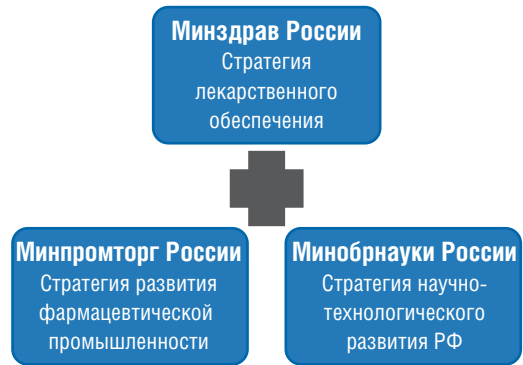 Минздрав России
Стратегия
лекарственного
обеспечения
Минпромторг России
Стратегия развития
фармацевтической
промышленности
Минобрнауки России
Стратегия научно-
технологического
развития РФ